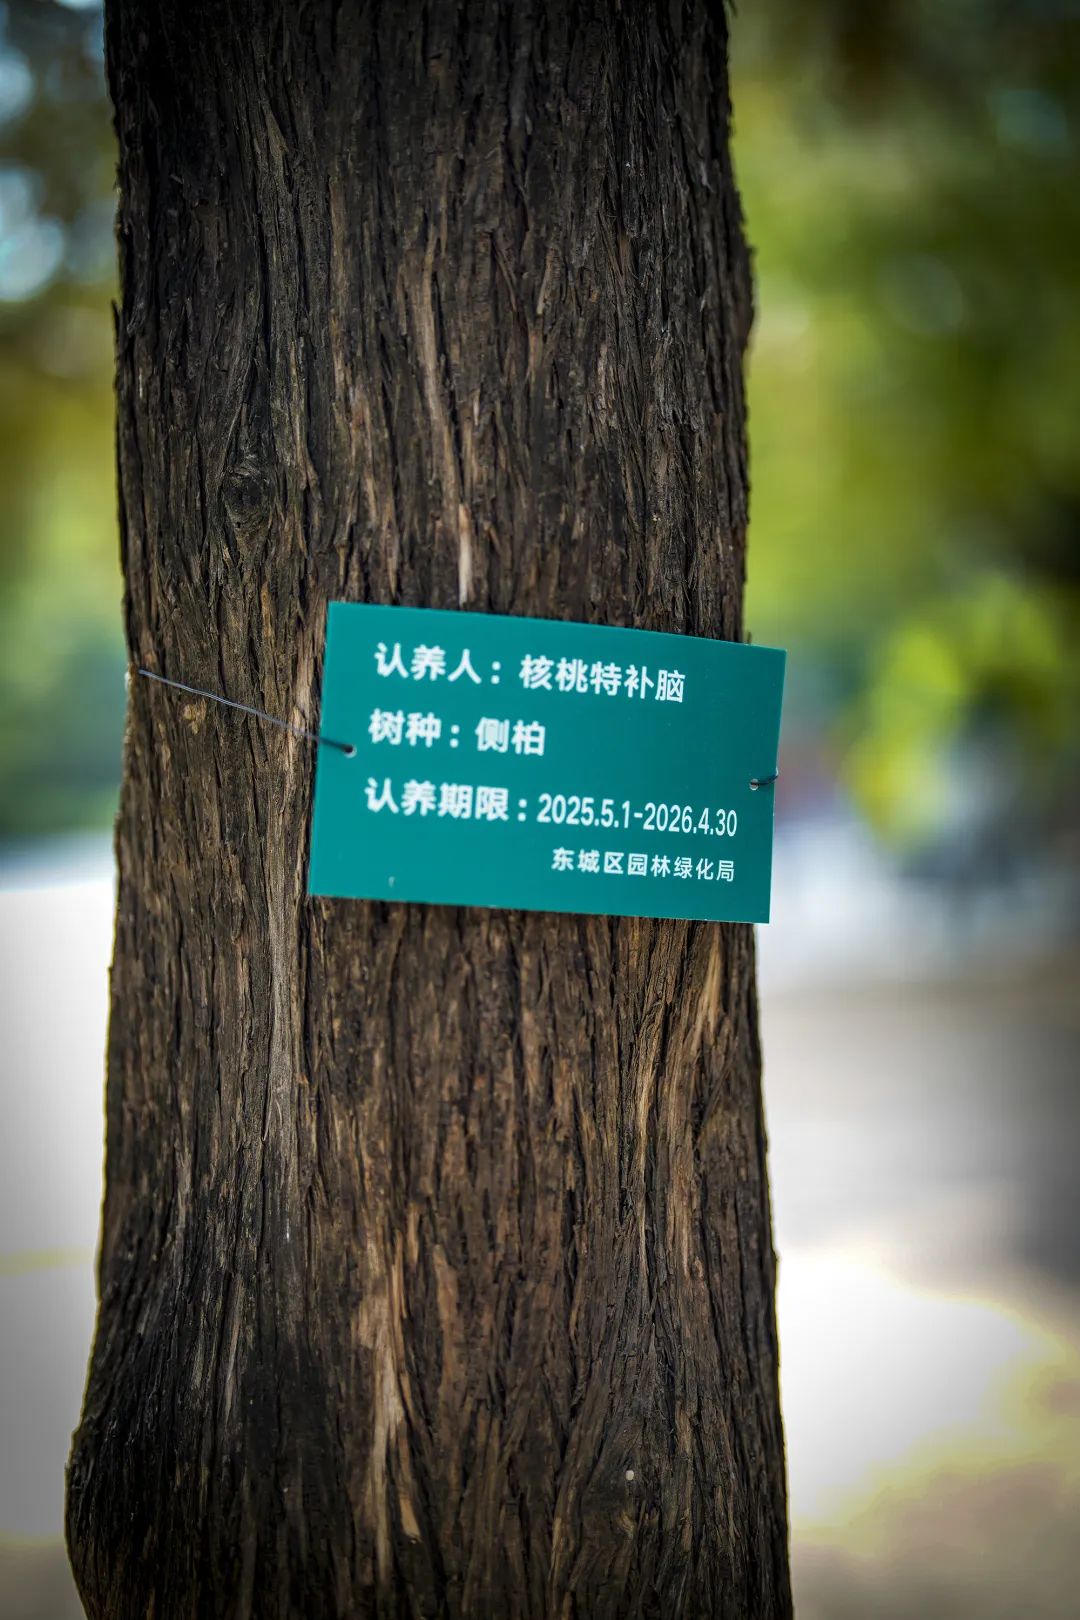 认养人：核桃特补脑
树种：侧柏
认养期限：2025.5.1-2026.4.30
东城区园林绿化局